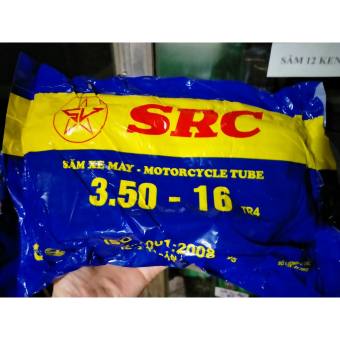 SĂM 12 KEN
SRC
SĂM XE MÁY - MOTORCYCLE TUBE
3.50 - 16 TR4